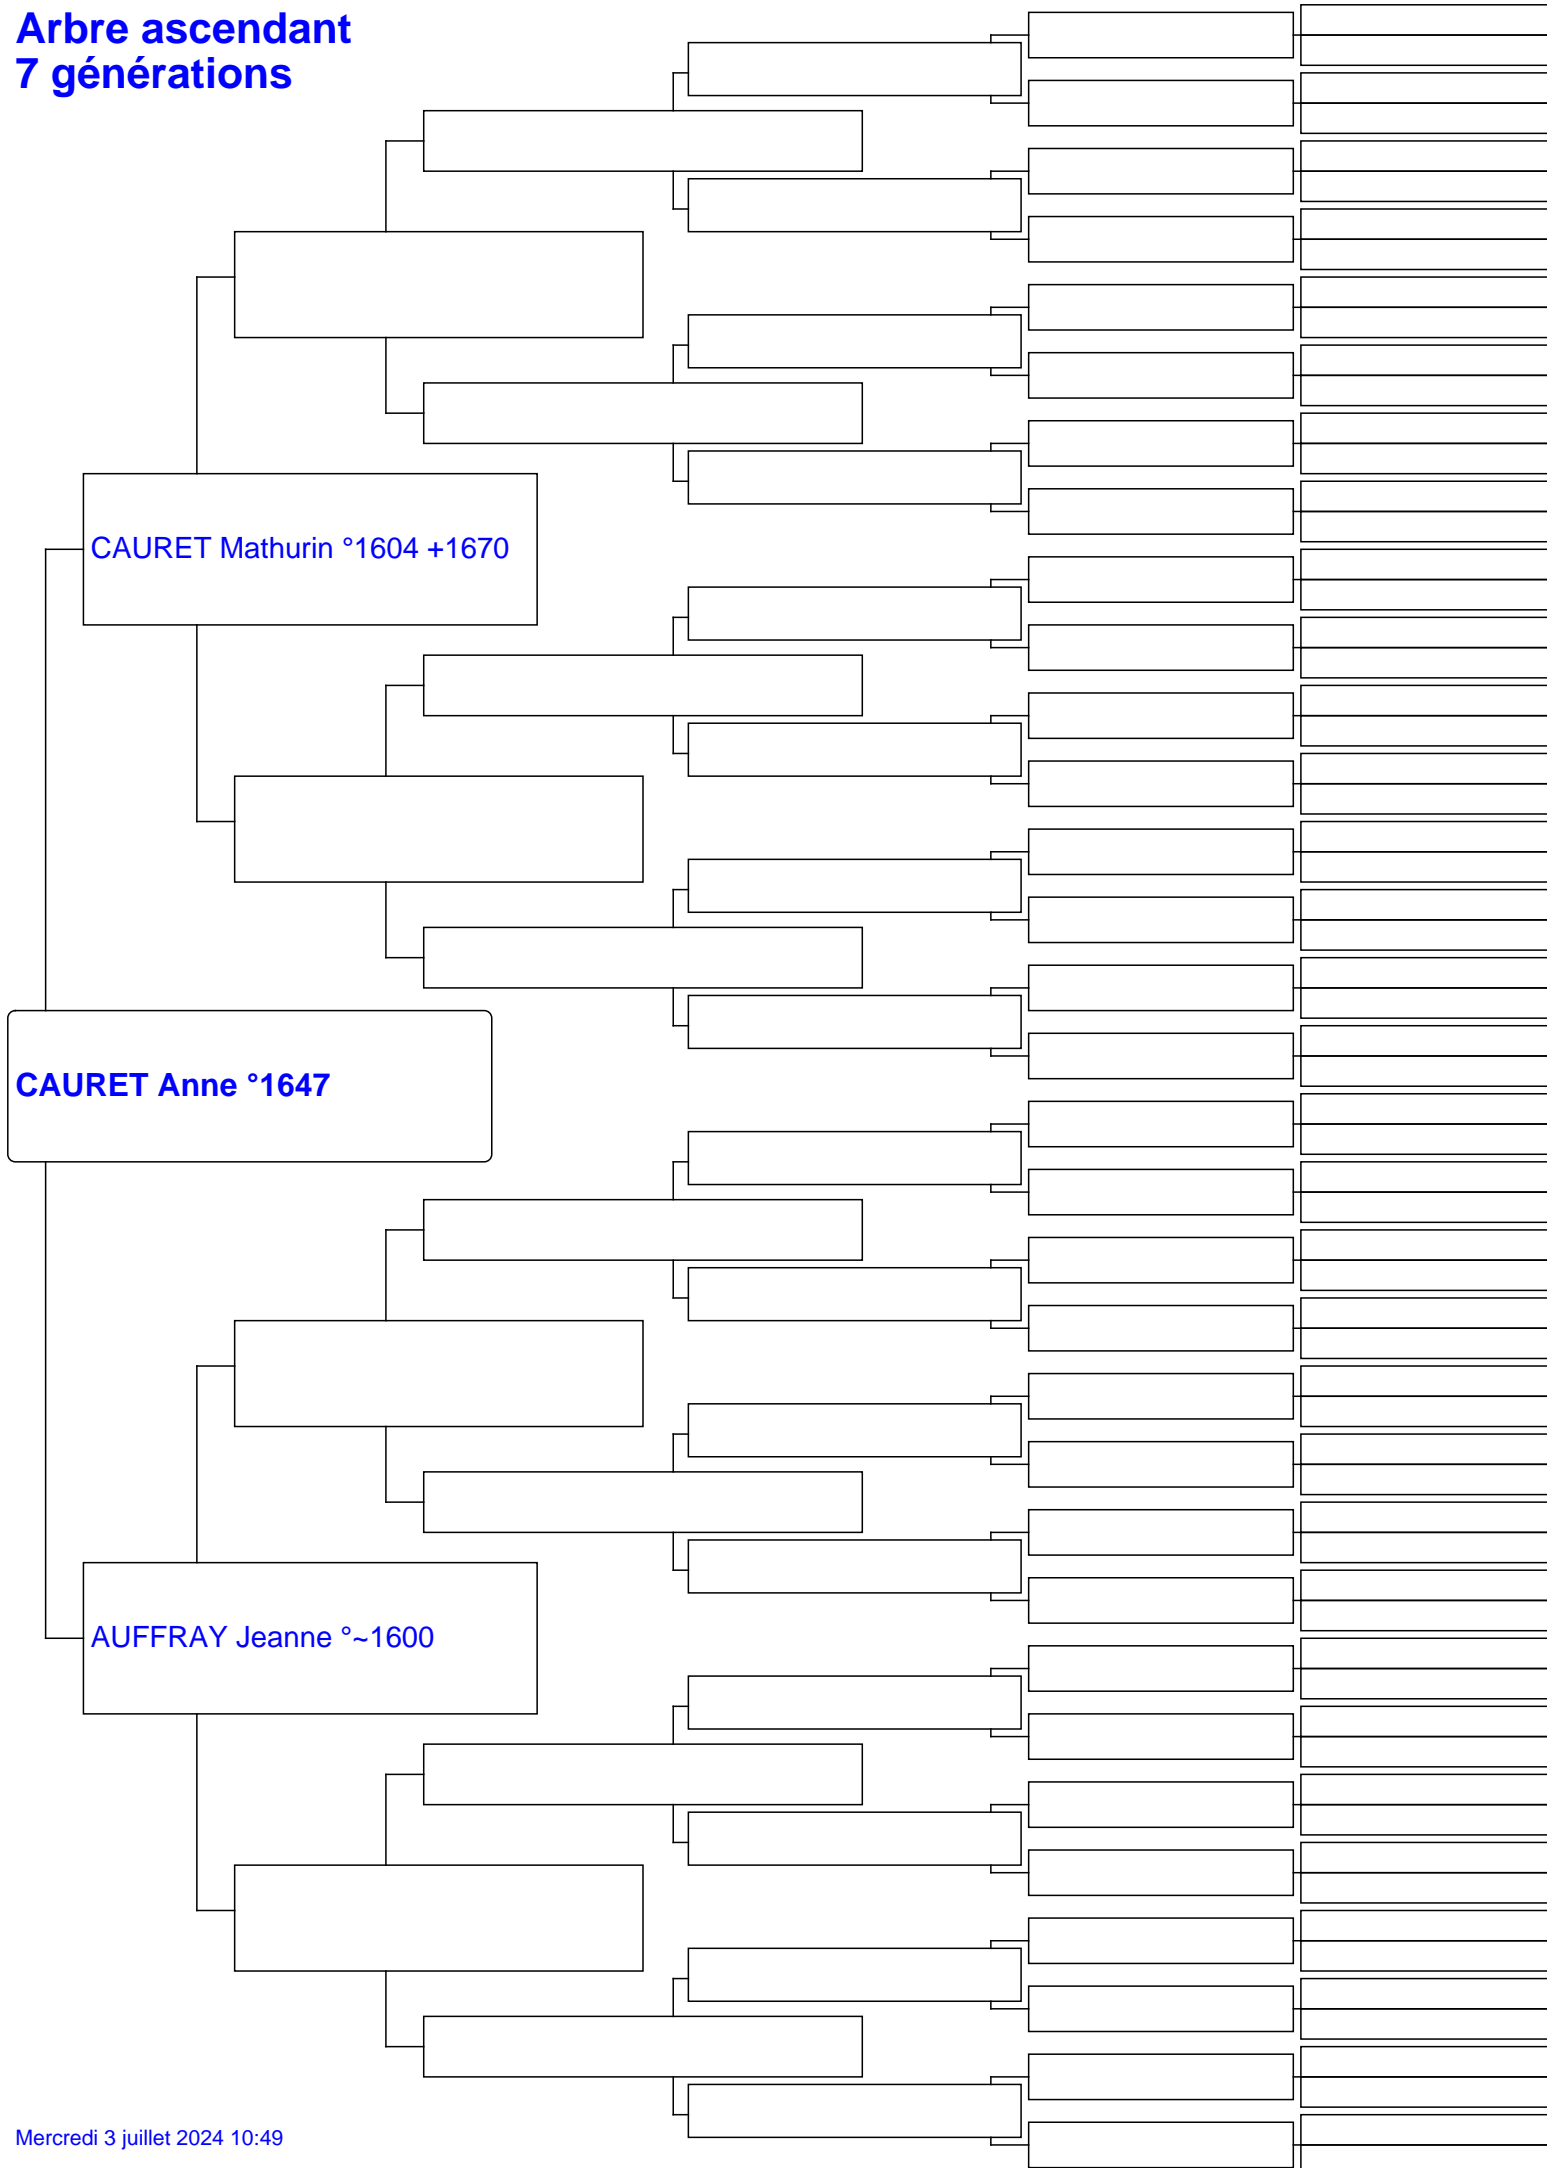 Arbre ascendant
7 générations
CAURET Mathurin °1604 +1670
CAURET Anne °1647
AUFFRAY Jeanne °~1600
Mercredi 3 juillet 2024 10:49